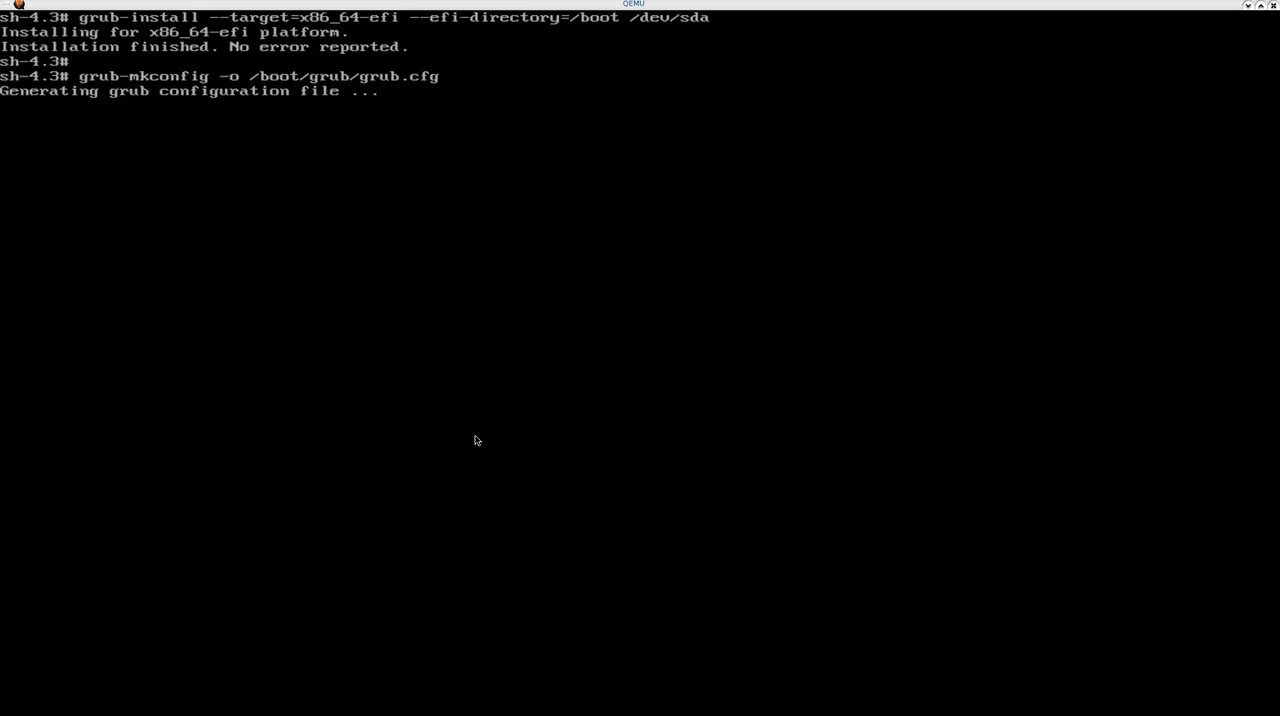 QEMU
sh-4.3# grub-install --target=x86_64-efi --efi-directory=/boot /dev/sda
Installing for x86_64-efi platform.
Installation finished. No error reported.
sh-4.3#
sh-4.3# grub-mkconfig -o /boot/grub/grub.cfg
Generating grub configuration file ...